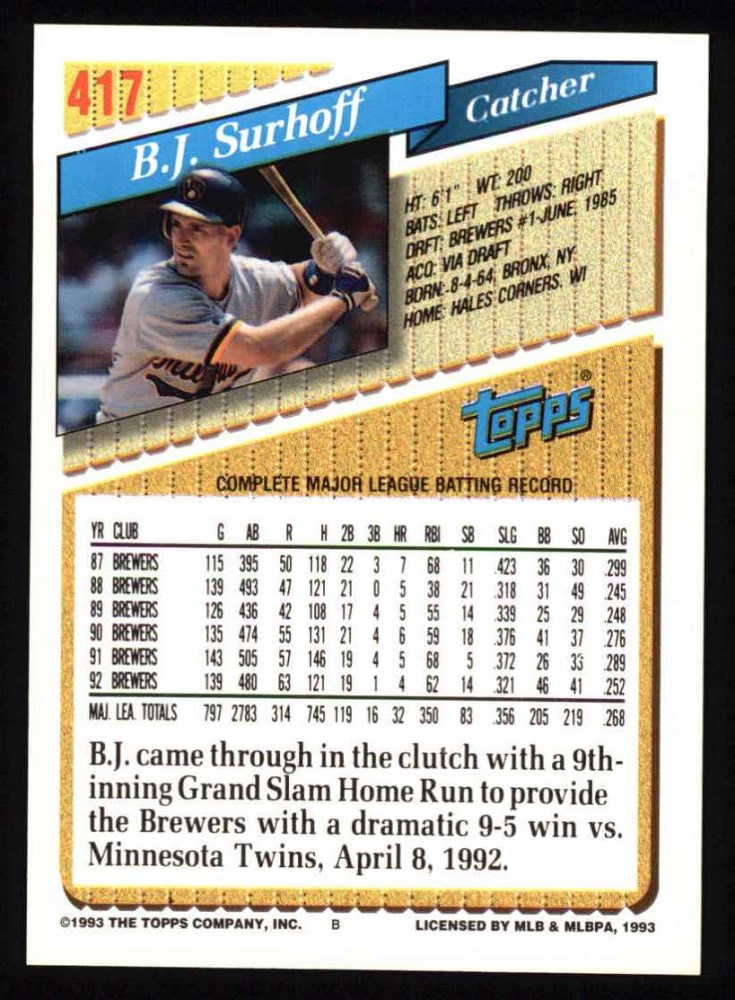 417
B.J. Surhoff
Catcher
HT: 6'1" WT: 200
BATS: LEFT THROWS: RIGHT
DRFT: BREWERS #1-JUNE, 1985
ACQ: VIA DRAFT
BORN: 8-4-64, BRONX, NY
HOME: HALES CORNERS, WI
topps®
COMPLETE MAJOR LEAGUE BATTING RECORD
YR CLUB G AB R H 2B 3B HR RBI SB SLG BB SO AVG
87 BREWERS 115 395 50 118 22 3 7 68 11 .423 36 30 .299
88 BREWERS 139 493 47 121 21 0 5 38 21 .318 31 49 .245
89 BREWERS 126 436 42 108 17 4 5 55 14 .339 25 29 .248
90 BREWERS 135 474 55 131 21 4 6 59 18 .376 41 37 .276
91 BREWERS 143 505 57 146 19 4 5 68 5 .372 26 33 .289
92 BREWERS 139 480 63 121 19 1 4 62 14 .321 46 41 .252
MAJ. LEA. TOTALS 797 2783 314 745 119 16 32 350 83 .356 205 219 .268
B.J. came through in the clutch with a 9th-
inning Grand Slam Home Run to provide
the Brewers with a dramatic 9-5 win vs.
Minnesota Twins, April 8, 1992.
©1993 THE TOPPS COMPANY, INC. B LICENSED BY MLB & MLBPA, 1993